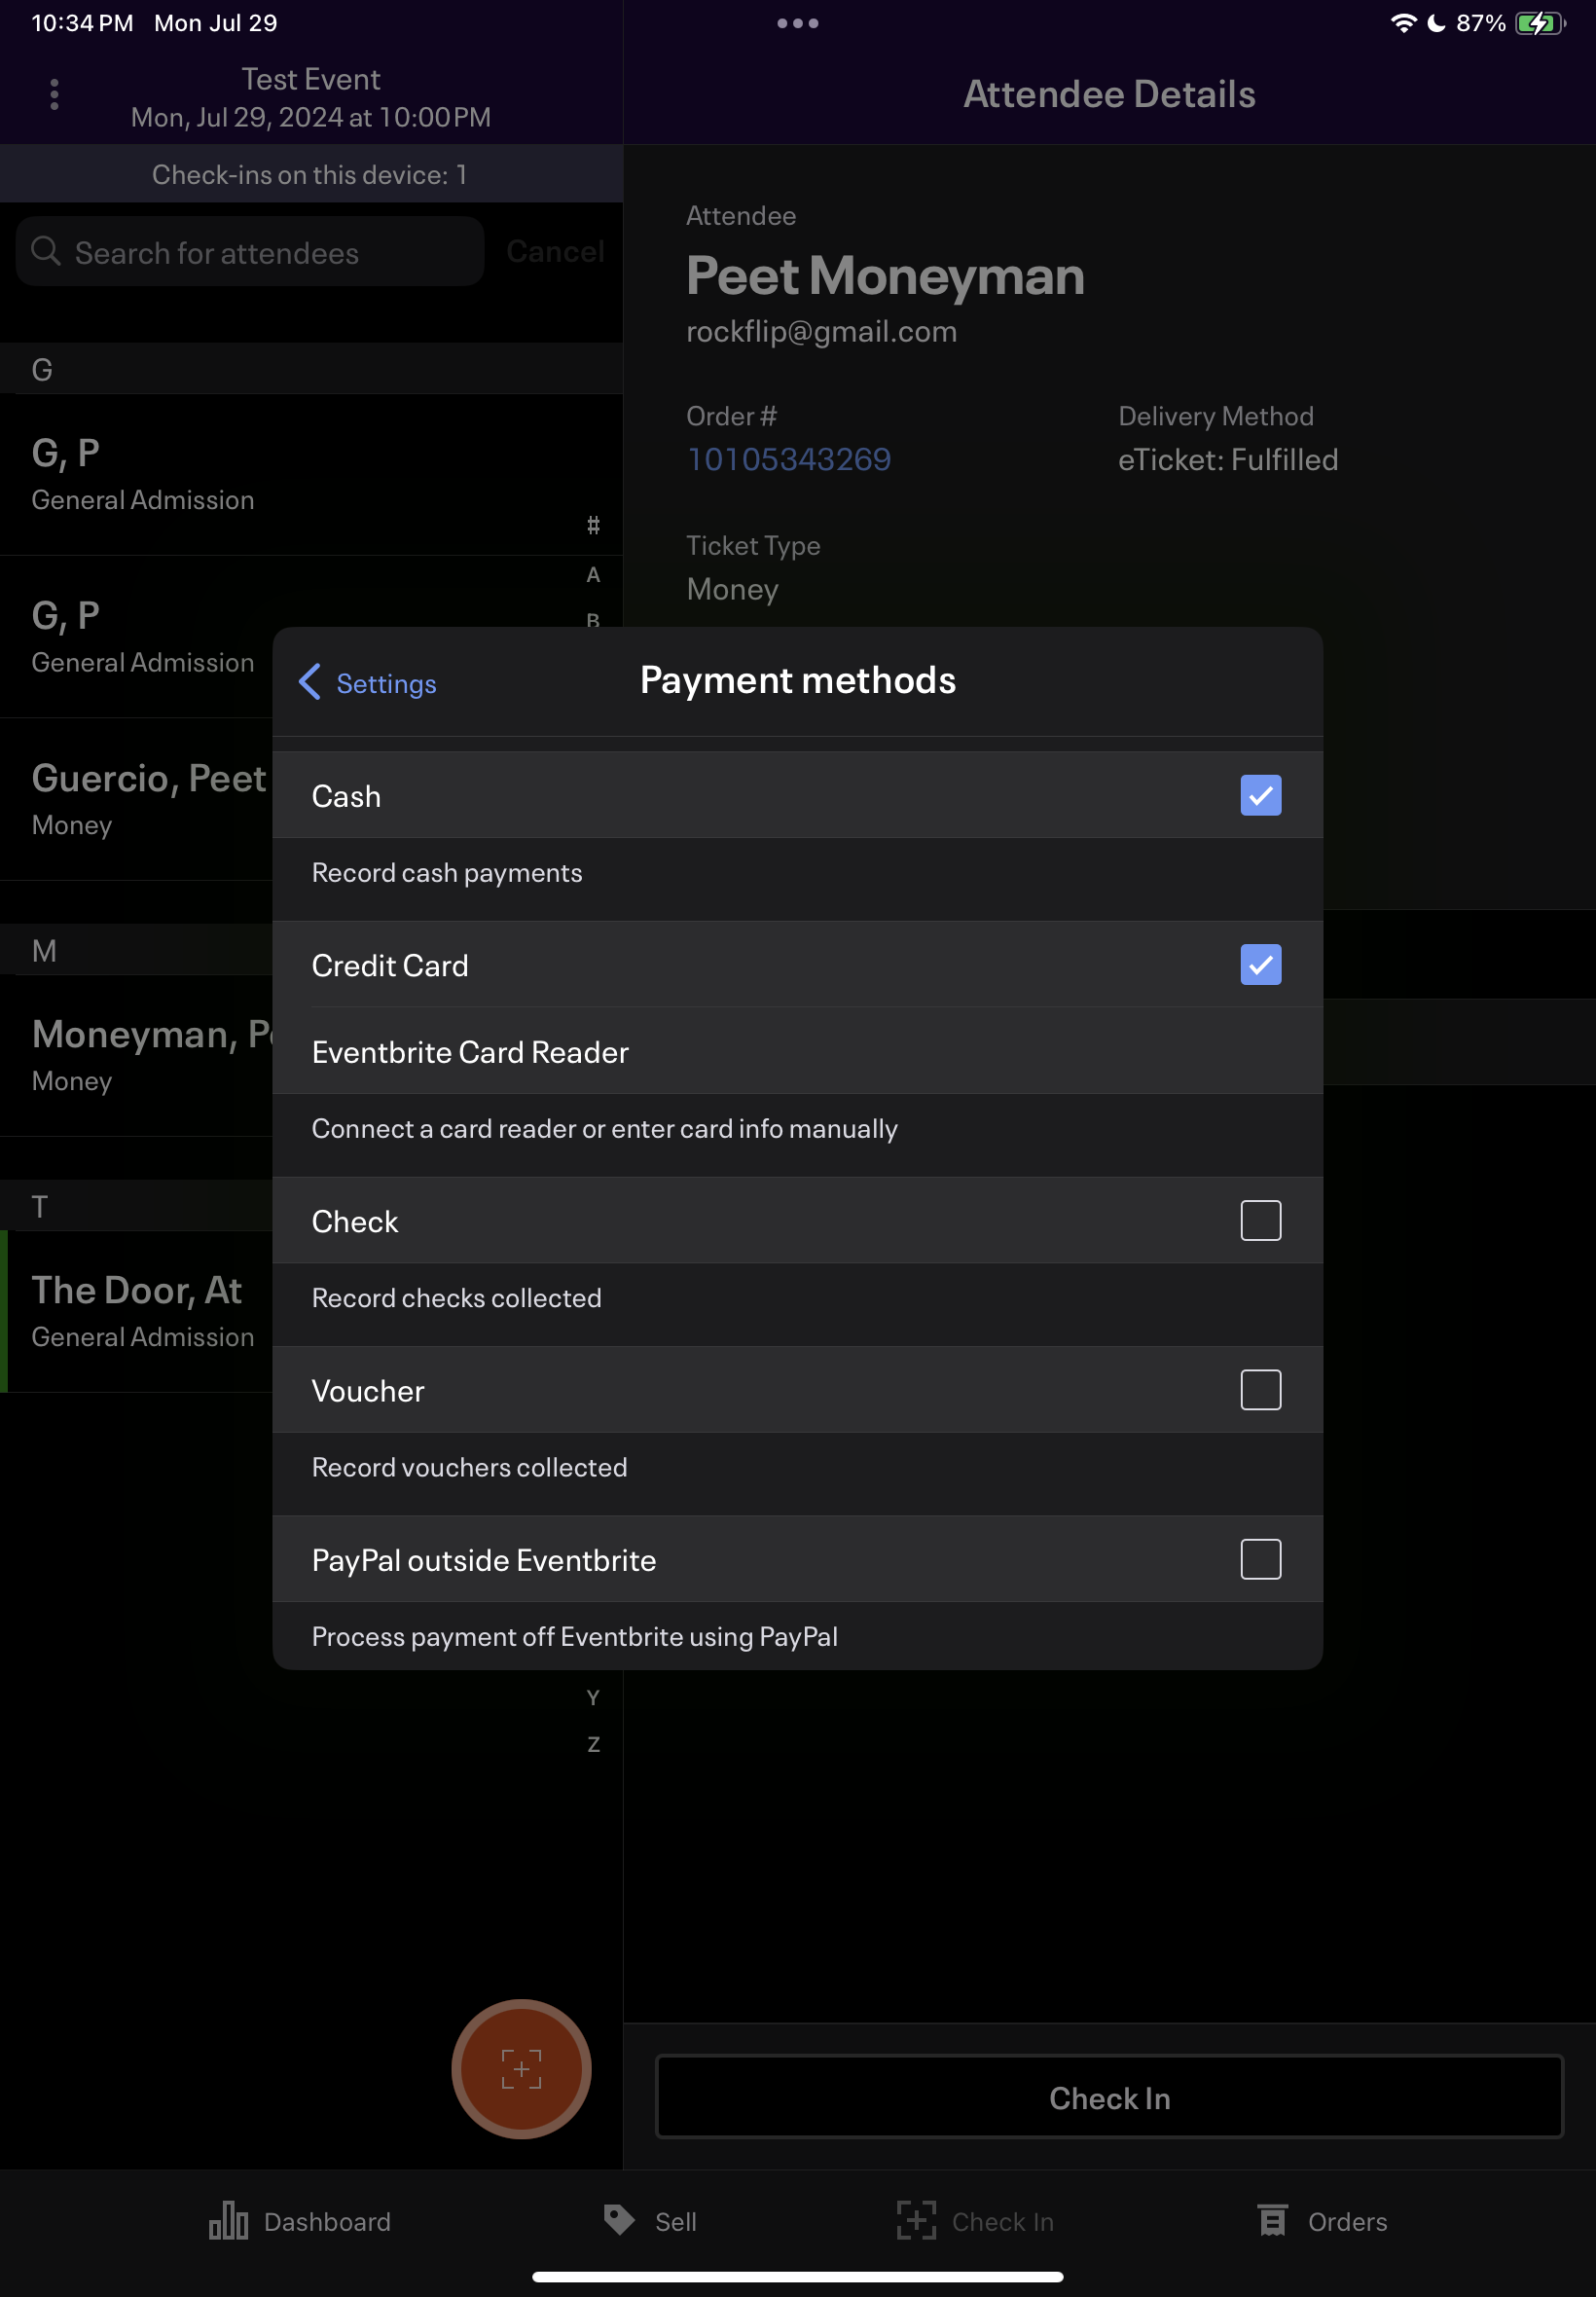 10:34 PM Mon Jul 29
87%
Test Event
Mon, Jul 29, 2024 at 10:00 PM
Check-ins on this device: 1
Search for attendees
Cancel
G
G, P
General Admission
G, P
General Admission
Guercio, Peet
Money
M
Moneyman, P
Money
T
The Door, At
General Admission
#
A
B
Y
Z
Attendee Details
Attendee
Peet Moneyman
rockflip@gmail.com
Order #
10105343269
Delivery Method
eTicket: Fulfilled
Ticket Type
Money
Settings
Payment methods
Cash
Record cash payments
Credit Card
Eventbrite Card Reader
Connect a card reader or enter card info manually
Check
Record checks collected
Voucher
Record vouchers collected
PayPal outside Eventbrite
Process payment off Eventbrite using PayPal
Check In
Dashboard
Sell
Check In
Orders